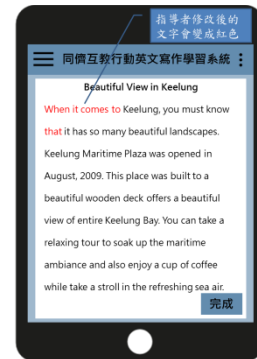 指導者修改後的
文字會變成紅色
同儕互教行動英文寫作學習系統
Beautiful View in Keelung
When it comes to Keelung, you must know
that it has so many beautiful landscapes.
Keelung Maritime Plaza was opened in
August, 2009. This place was built to a
beautiful wooden deck offers a beautiful
view of entire Keelung Bay. You can take a
relaxing tour to soak up the maritime
ambiance and also enjoy a cup of coffee
while take a stroll in the refreshing sea air.
完成